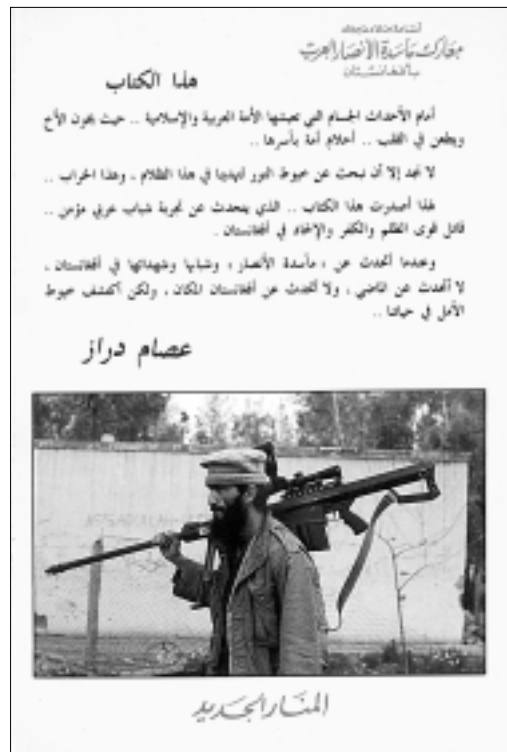 معارك مأسدة الأنصار العرب
بأفغانستان
هذا الكتاب
أمام الأحداث الجسام التي تعيشها الأمة العربية والإسلامية .. حيث يخون الأخ
ويطعن في القلب .. أحلام أمة بأسرها ..
لا نجد إلا أن نبحث عن خيوط النور لتهدينا في هذا الظلام ، وهذا الخراب ..
لهذا أصدرت هذا الكتاب .. الذي يتحدث عن تجربة شباب عربي مؤمن ..
قاتل قوى الظلم والكفر والإلحاد في أفغانستان .
وعندما أتحدث عن « مأسدة الأنصار » وشبابها وشهدائها في أفغانستان ،
لا أتحدث عن الماضي ، ولا أتحدث عن أفغانستان المكان ، ولكن أكتشف خيوط
الأمل في حياتنا ..
عصام دراز
المنار الجديد